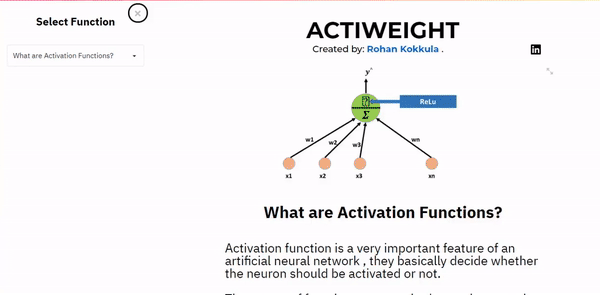 Select Function
What are Activation Functions?
ACTIWEIGHT
Created by: Rohan Kokkula .
in
y^
ReLu
Σ
w1
w2
w3
wn
x1
x2
x3
xn
What are Activation Functions?
Activation function is a very important feature of an
artificial neural network , they basically decide whether
the neuron should be activated or not.